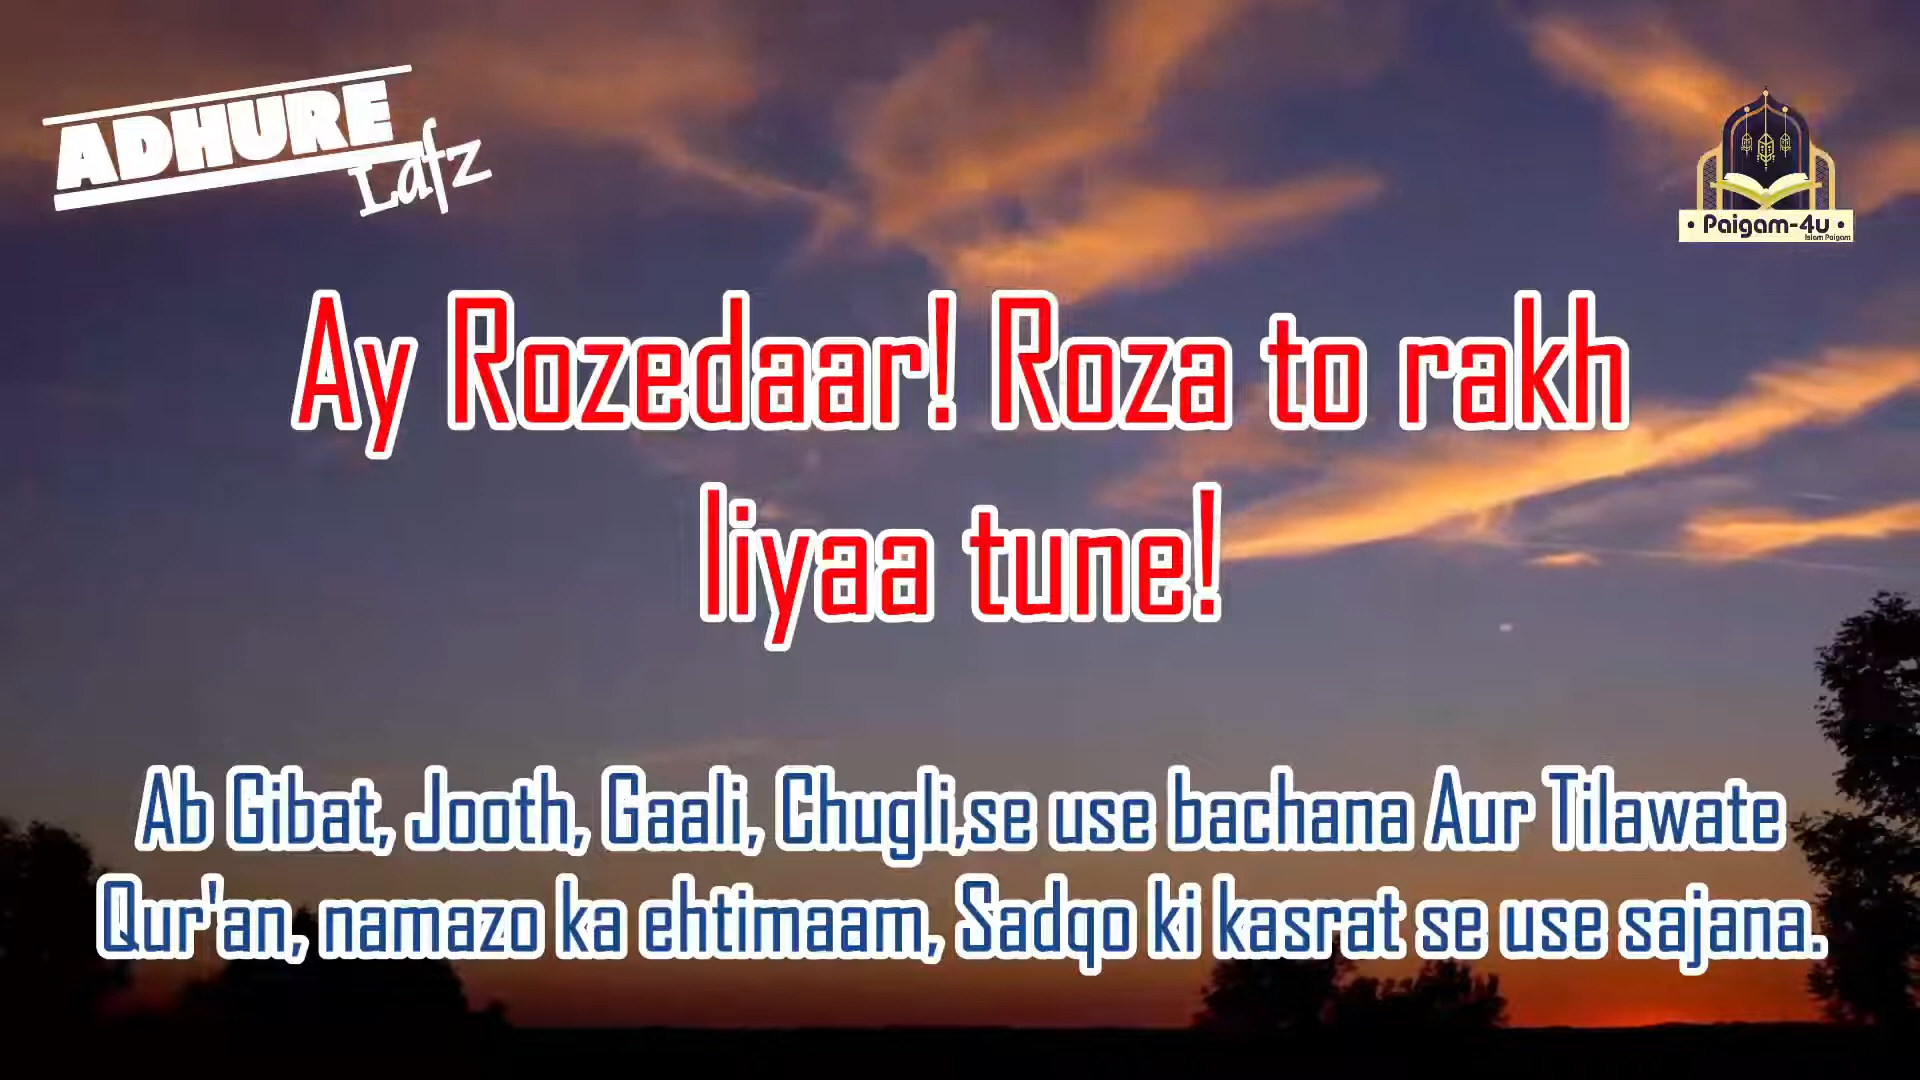 ADHURE
Lafz
Paigam-4u
Islam Paigam
Ay Rozedaar! Roza to rakh
liyaa tune!
Ab Gibat, Jooth, Gaali, Chugli,se use bachana Aur Tilawate
Qur'an, namazo ka ehtimaam, Sadqo ki kasrat se use sajana.